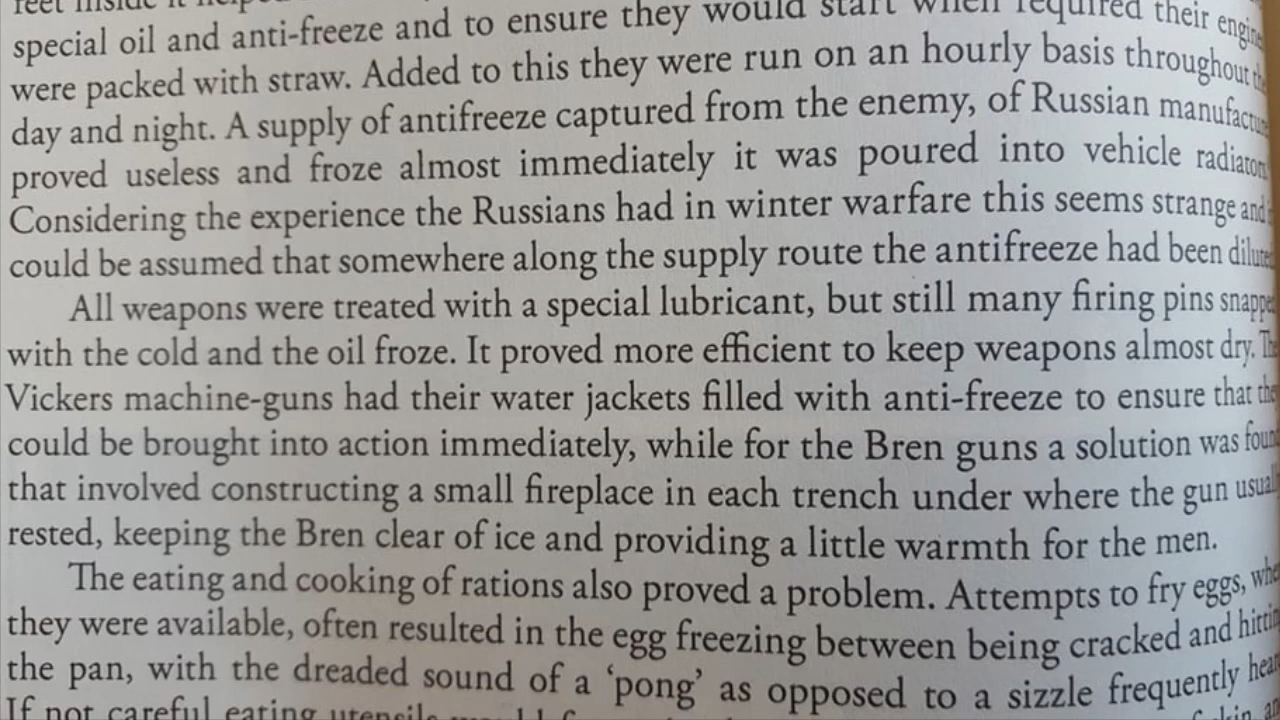 feet inside it helped
special oil and anti-freeze and to ensure they would start when required their
were packed with straw. Added to this they were run on an hourly basis throughout
day and night. A supply of antifreeze captured from the enemy, of Russian
proved useless and froze almost immediately it was poured into vehicle
Considering the experience the Russians had in winter warfare this seems strange and
could be assumed that somewhere along the supply route the antifreeze had been
All weapons were treated with a special lubricant, but still many firing pins
with the cold and the oil froze. It proved more efficient to keep weapons almost dry.
Vickers machine-guns had their water jackets filled with anti-freeze to ensure that
could be brought into action immediately, while for the Bren guns a solution was
that involved constructing a small fireplace in each trench under where the gun
rested, keeping the Bren clear of ice and providing a little warmth for the men.
The eating and cooking of rations also proved a problem. Attempts to fry eggs,
they were available, often resulted in the egg freezing between being cracked and
the pan, with the dreaded sound of a ‘pong’ as opposed to a sizzle frequently
If not careful eating utensils